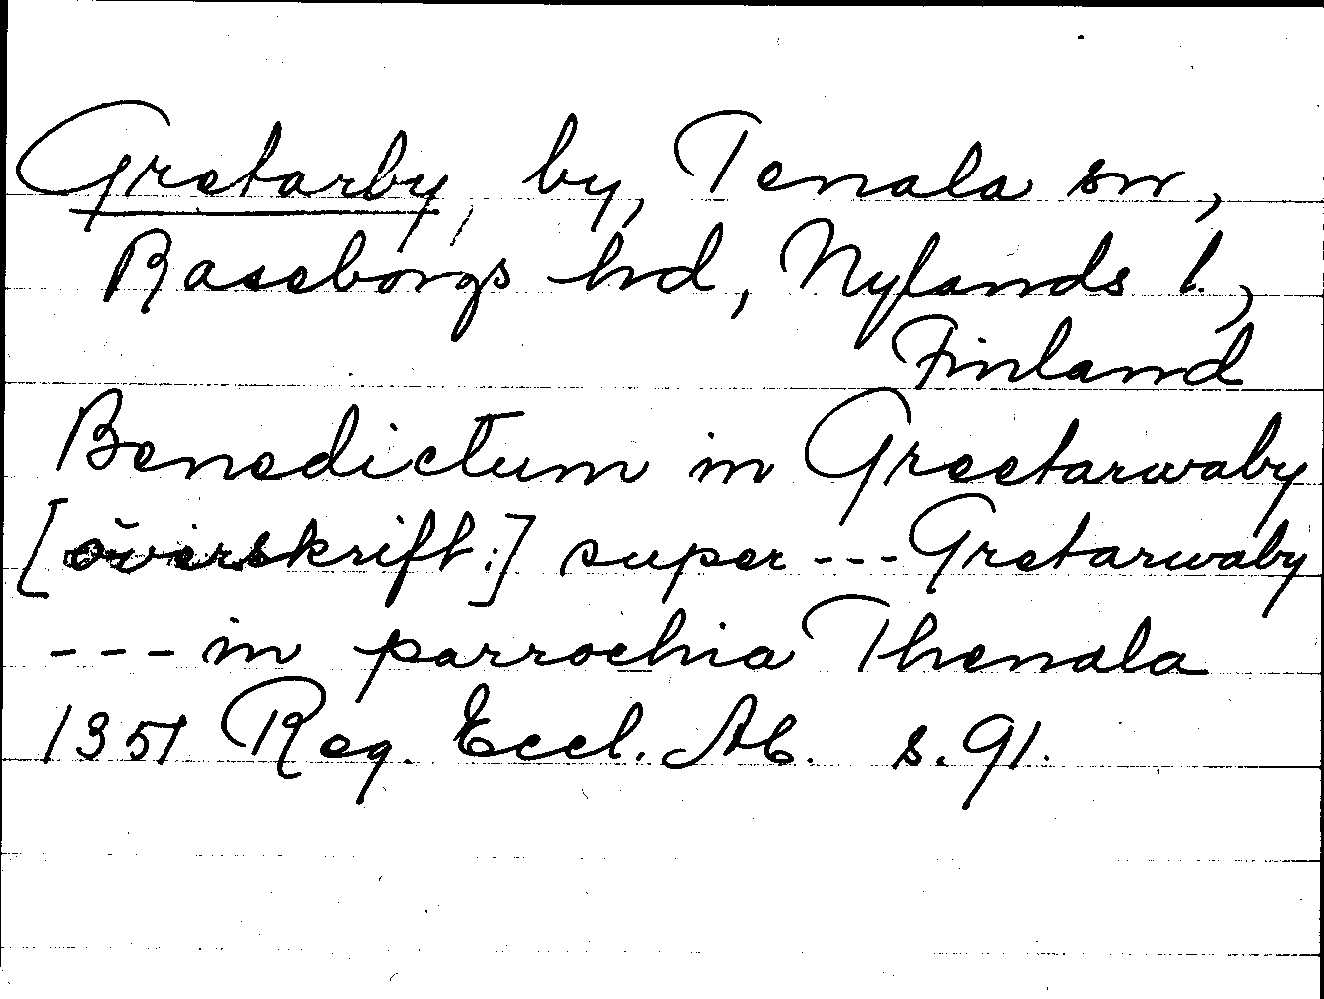 Gretarby, by, Tenala sn,
Raseborgs hd, Nylands l.,
Finland
Benedictum in Greetarwaby
[överskrift:] super --- Gretarwaby
--- in parrochia Thenala
1351 Reg. Eccl. Ab. s. 91.